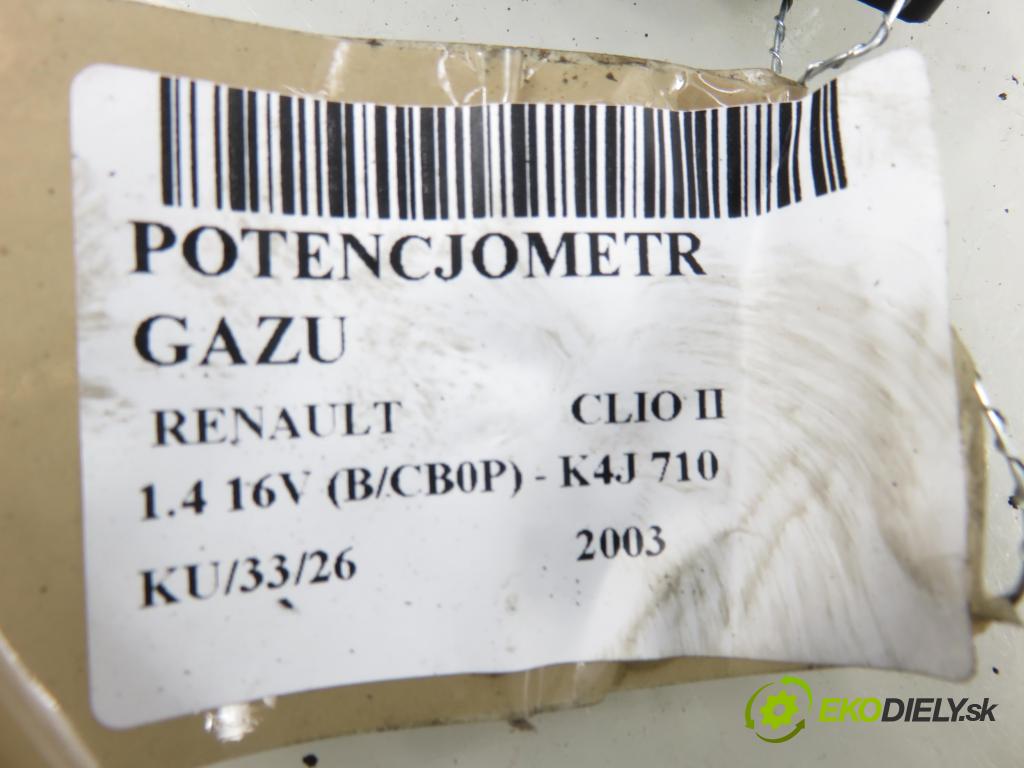 POTENCJOMETR
GAZU
RENAULT CLIO II
1.4 16V (B/CB0P) - K4J 710
KU/33/26 2003
EKODIELY.sk